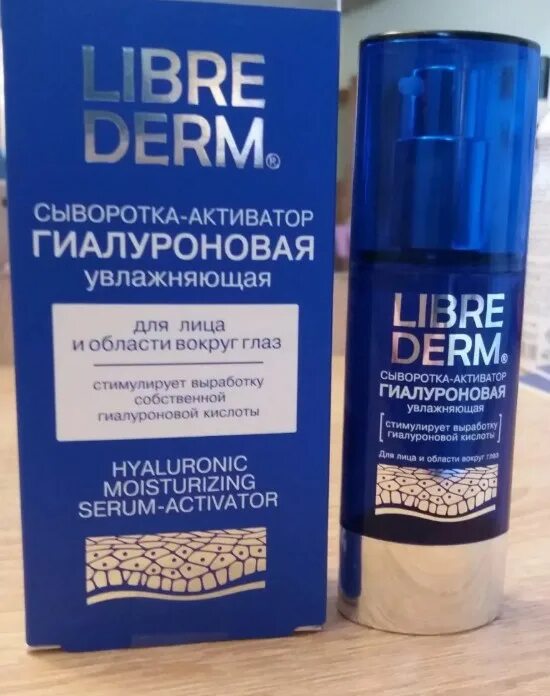 LIBRE
DERM®
СЫВОРОТКА-АКТИВАТОР
ГИАЛУРОНОВАЯ
увлажняющая
для лица
и области вокруг глаз
стимулирует выработку
собственной
гиалуроновой кислоты
HYALURONIC
MOISTURIZING
SERUM-ACTIVATOR
LIBRE
DERM®
СЫВОРОТКА-АКТИВАТОР
ГИАЛУРОНОВАЯ
увлажняющая
[стимулирует выработку
гиалуроновой кислоты]
Для лица и области вокруг глаз